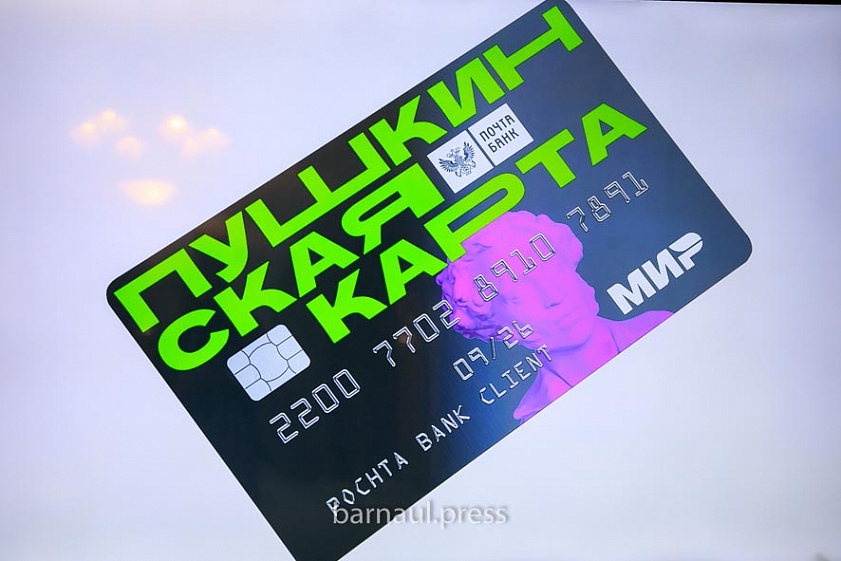 ПУШКИН
СКАЯ
КАРТА
ПОЧТА
БАНК
2200 7702 8910 7891
09/26
POCHTA BANK CLIENT
МИР
barnaul.press